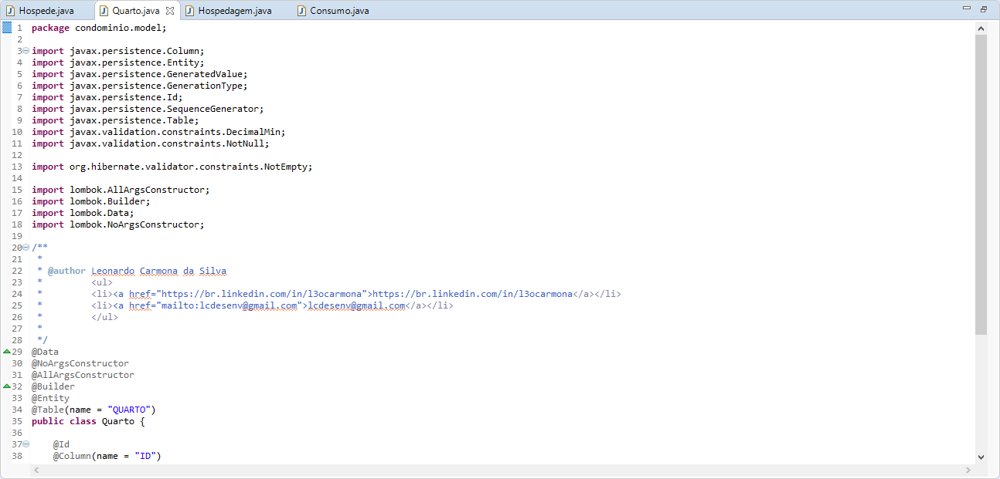 Hospede.java Quarto.java Hospedagem.java Consumo.java
1 package condominio.model;
2
3 import javax.persistence.Column;
4 import javax.persistence.Entity;
5 import javax.persistence.GeneratedValue;
6 import javax.persistence.GenerationType;
7 import javax.persistence.Id;
8 import javax.persistence.SequenceGenerator;
9 import javax.persistence.Table;
10 import javax.validation.constraints.DecimalMin;
11 import javax.validation.constraints.NotNull;
12
13 import org.hibernate.validator.constraints.NotEmpty;
14
15 import lombok.AllArgsConstructor;
16 import lombok.Builder;
17 import lombok.Data;
18 import lombok.NoArgsConstructor;
19
20 /**
21 *
22 * @author Leonardo Carmona da Silva
23 * <ul>
24 * <li><a href="https://br.linkedin.com/in/l3ocarmona">https://br.linkedin.com/in/l3ocarmona</a></li>
25 * <li><a href="mailto:lcdesenv@gmail.com">lcdesenv@gmail.com</a></li>
26 * </ul>
27 *
28 */
29 @Data
30 @NoArgsConstructor
31 @AllArgsConstructor
32 @Builder
33 @Entity
34 @Table(name = "QUARTO")
35 public class Quarto {
36
37 @Id
38 @Column(name = "ID")